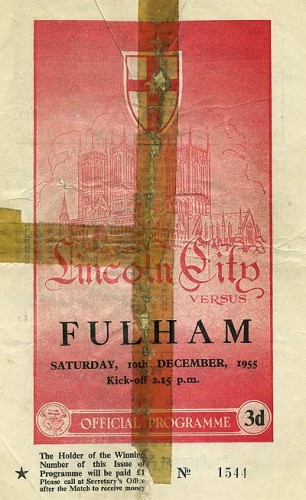 Lincoln City
VERSUS
FULHAM
SATURDAY, 10th DECEMBER, 1955
Kick-off 2.15 p.m.
OFFICIAL PROGRAMME 3d
The Holder of the Winning
Number of this Issue of
Programme will be paid £1
Please call at Secretary's Office
after the Match to receive money
★ No 1544